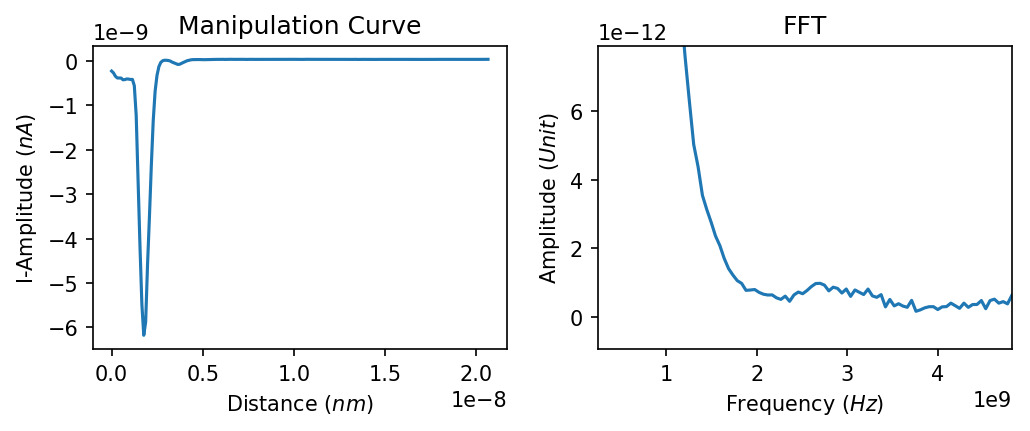 Manipulation Curve
1e−9
0
−1
−2
−3
−4
−5
−6
I-Amplitude (nA)
0.0 0.5 1.0 1.5 2.0
1e−8
Distance (nm)
FFT
1e−12
6
4
2
0
Amplitude (Unit)
1 2 3 4
1e9
Frequency (Hz)